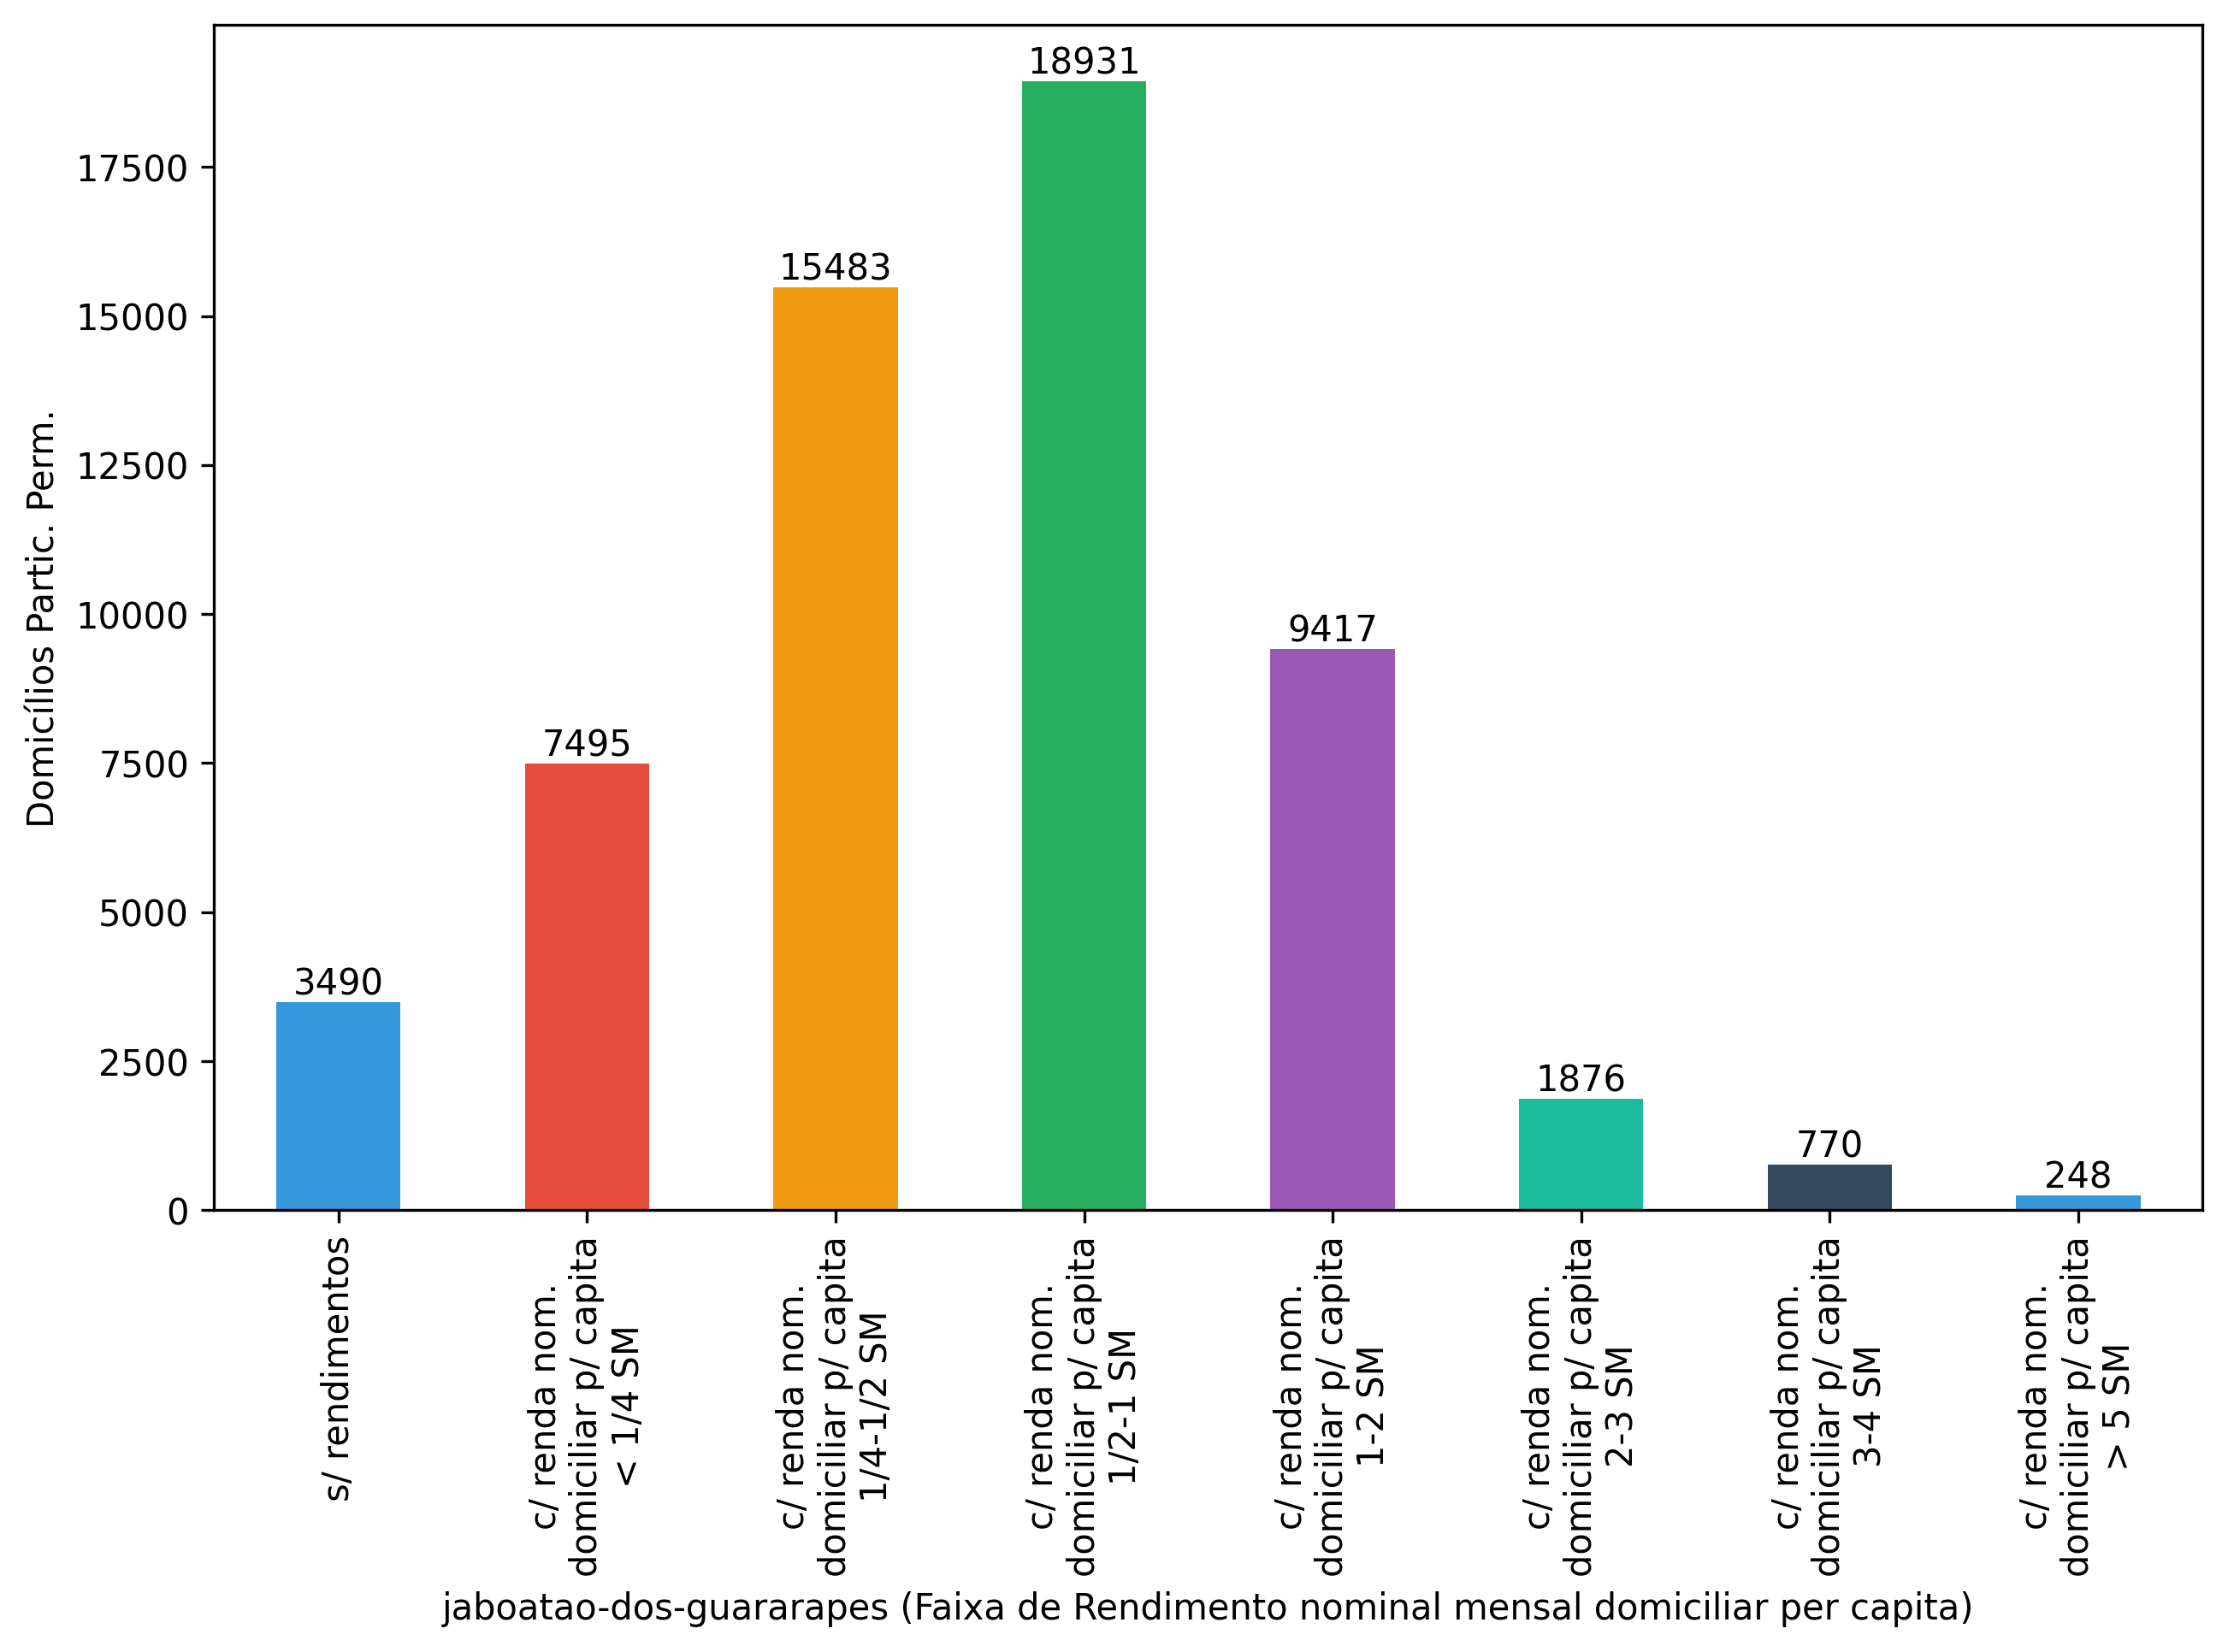 Domicílios Partic. Perm.
17500
15000
12500
10000
7500
5000
2500
0
3490
7495
15483
18931
9417
1876
770
248
s/ rendimentos
c/ renda nom.
domiciliar p/ capita
< 1/4 SM
c/ renda nom.
domiciliar p/ capita
1/4-1/2 SM
c/ renda nom.
domiciliar p/ capita
1/2-1 SM
c/ renda nom.
domiciliar p/ capita
1-2 SM
c/ renda nom.
domiciliar p/ capita
2-3 SM
c/ renda nom.
domiciliar p/ capita
3-4 SM
c/ renda nom.
domiciliar p/ capita
> 5 SM
jaboatao-dos-guararapes (Faixa de Rendimento nominal mensal domiciliar per capita)